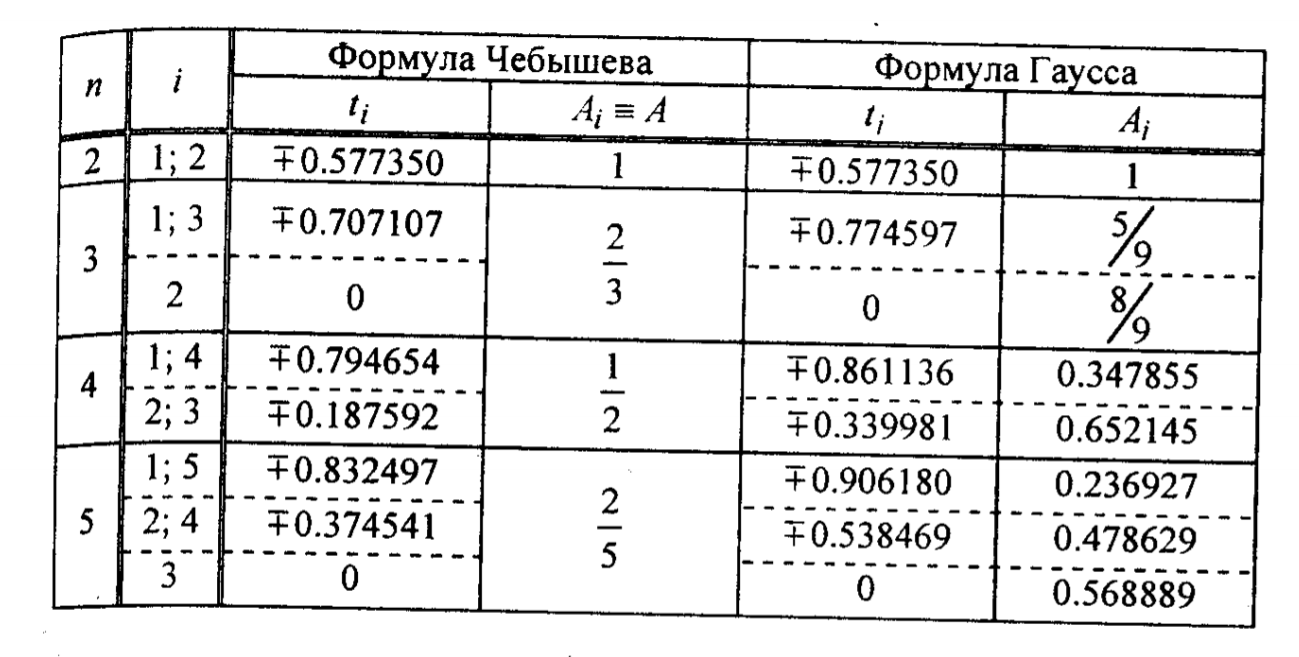 n i Формула Чебышева Формула Гаусса
t_i A_i ≡ A t_i A_i
2 1; 2 ∓0.577350 1 ∓0.577350 1
3 1; 3 ∓0.707107 2/3 ∓0.774597 5/9
2 0 0 8/9
4 1; 4 ∓0.794654 1/2 ∓0.861136 0.347855
2; 3 ∓0.187592 ∓0.339981 0.652145
5 1; 5 ∓0.832497 2/5 ∓0.906180 0.236927
2; 4 ∓0.374541 ∓0.538469 0.478629
3 0 0 0.568889